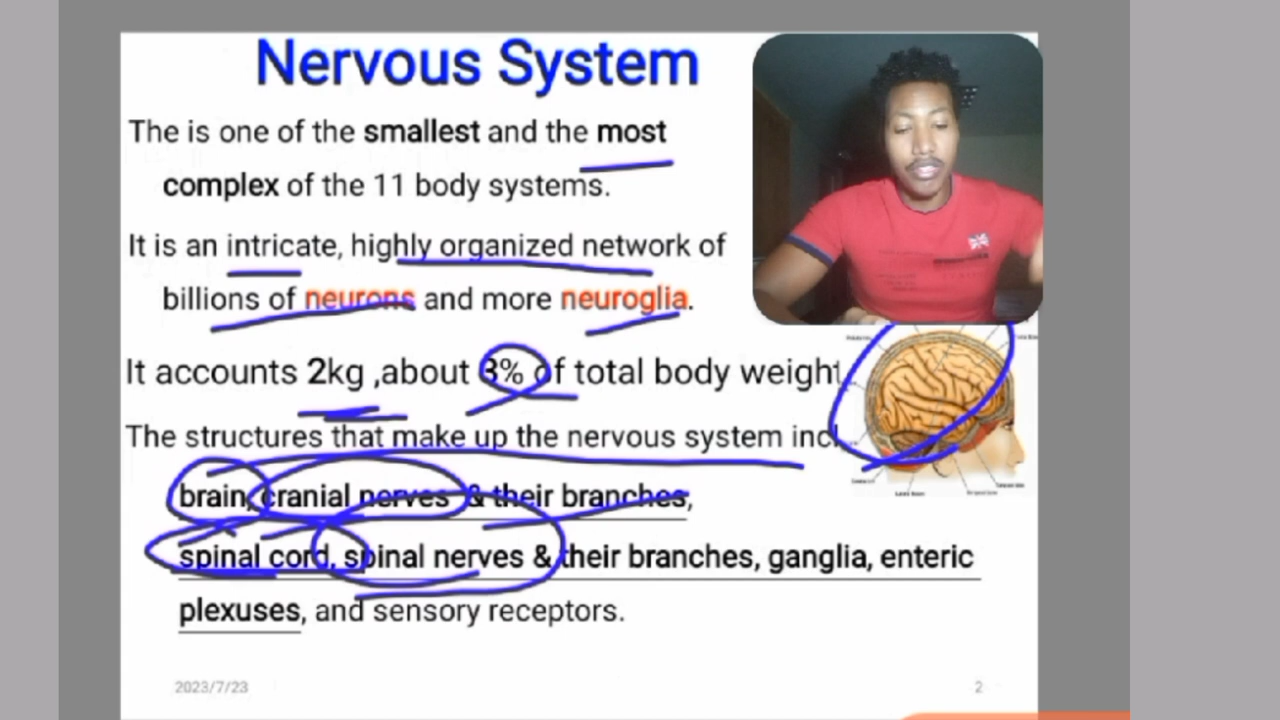 Nervous System
The is one of the smallest and the most
complex of the 11 body systems.
It is an intricate, highly organized network of
billions of neurons and more neuroglia.
It accounts 2kg ,about 3% of total body weight
The structures that make up the nervous system incl
brain, cranial nerves & their branches,
spinal cord, spinal nerves & their branches, ganglia, enteric
plexuses, and sensory receptors.
2023/7/23
2